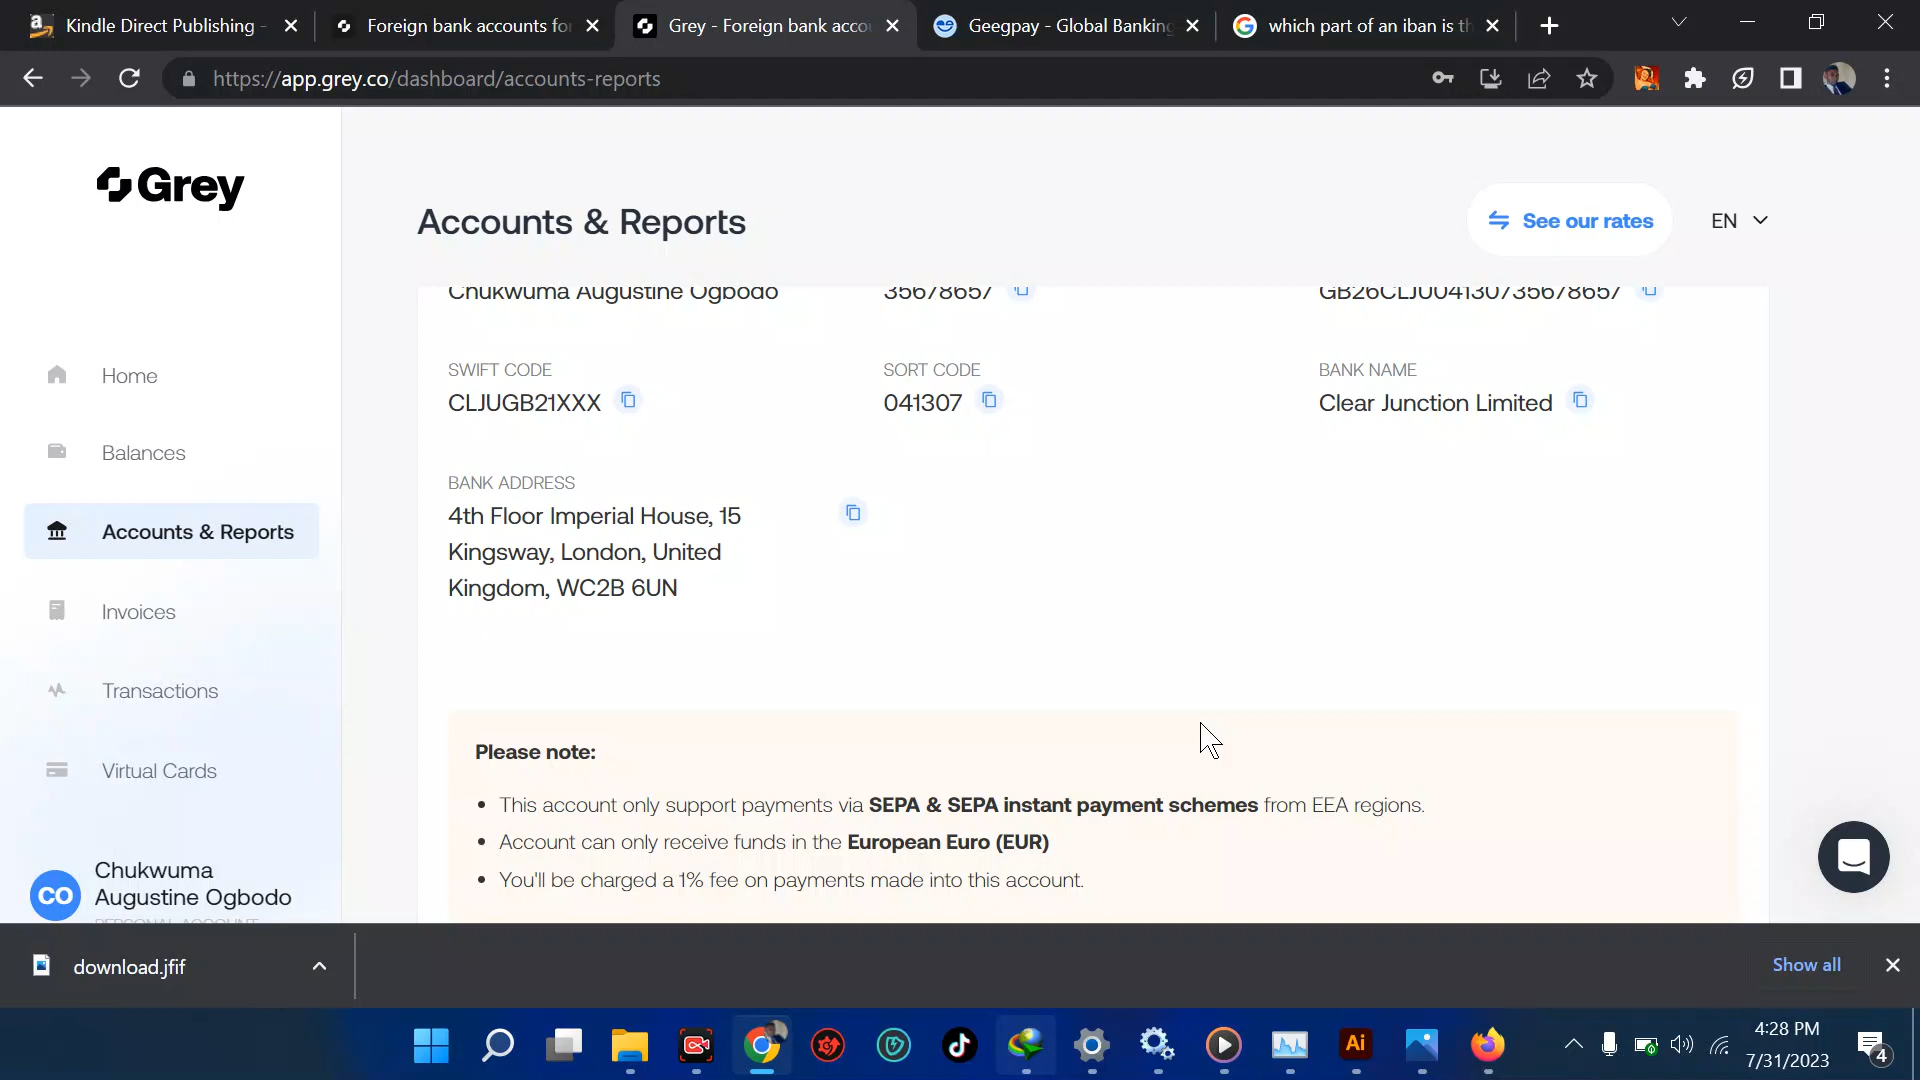 Kindle Direct Publishing -
Foreign bank accounts fo
Grey - Foreign bank acco
Geegpay - Global Banking
which part of an iban is th
https://app.grey.co/dashboard/accounts-reports
Grey
Accounts & Reports
See our rates
EN
Chukwuma Augustine Ogbodo
35678657
GB26CLJU04130735678657
Home
SWIFT CODE
SORT CODE
BANK NAME
CLJUGB21XXX
041307
Clear Junction Limited
Balances
BANK ADDRESS
4th Floor Imperial House, 15
Kingsway, London, United
Kingdom, WC2B 6UN
Accounts & Reports
Invoices
Transactions
Virtual Cards
Please note:
This account only support payments via SEPA & SEPA instant payment schemes from EEA regions.
Account can only receive funds in the European Euro (EUR)
You'll be charged a 1% fee on payments made into this account.
CO
Chukwuma
Augustine Ogbodo
PERSONAL ACCOUNT
download.jfif
Show all
Ai
4:28 PM
7/31/2023
4